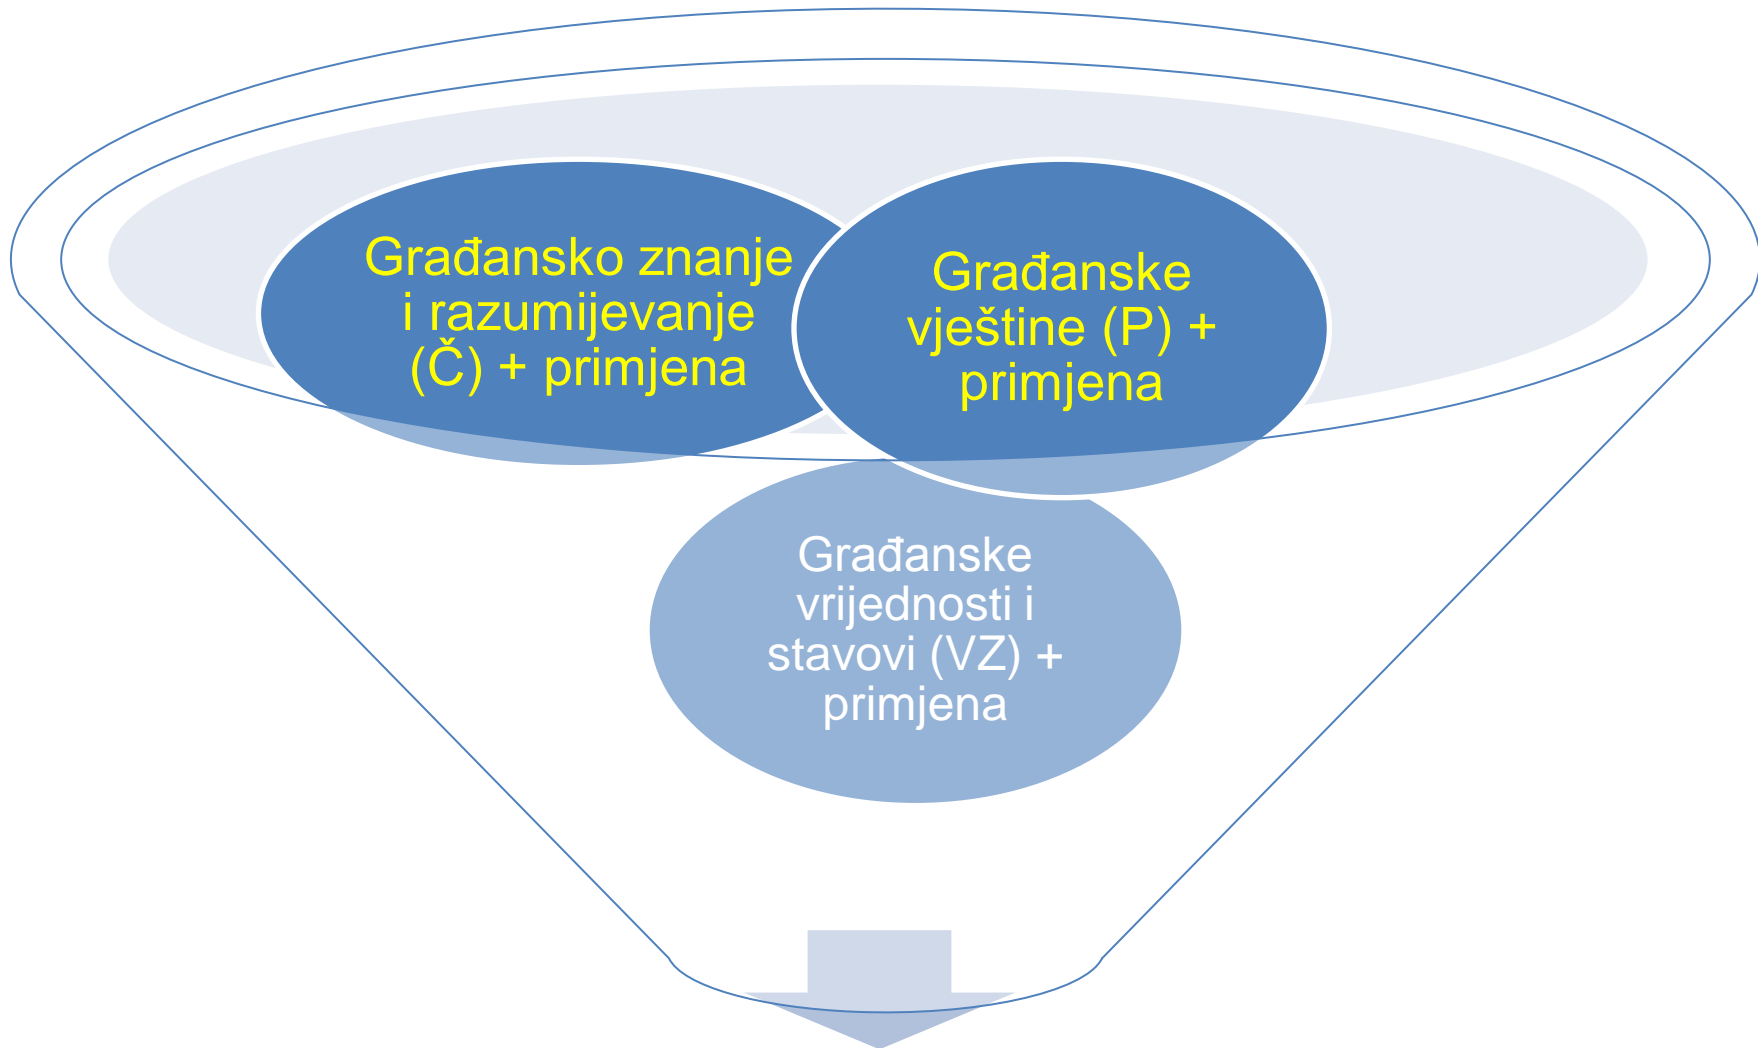 Građansko znanje
i razumijevanje
(Č) + primjena
Građanske
vještine (P) +
primjena
Građanske
vrijednosti i
stavovi (VZ) +
primjena